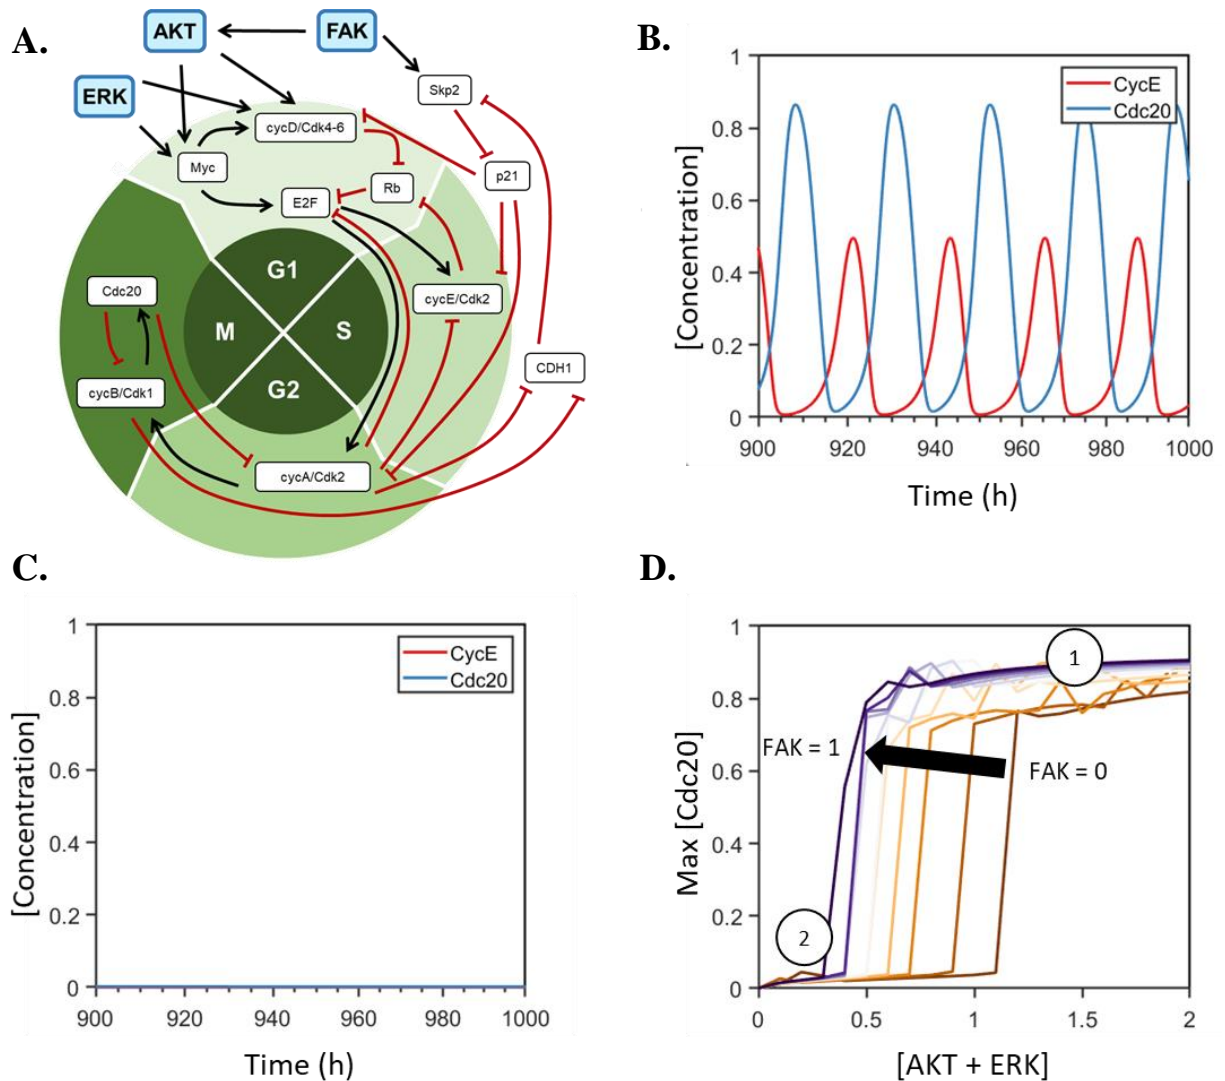 A.
AKT
FAK
ERK
Skp2
cycD/Cdk4-6
Myc
p21
Rb
E2F
G1
Cdc20
cycE/Cdk2
M
S
CDH1
cycB/Cdk1
G2
cycA/Cdk2
B.
CycE
Cdc20
1
0.8
0.6
0.4
0.2
0
[Concentration]
900 920 940 960 980 1000
Time (h)
C.
CycE
Cdc20
1
0.8
0.6
0.4
0.2
0
[Concentration]
900 920 940 960 980 1000
Time (h)
D.
1
0.8
0.6
0.4
0.2
0
Max [Cdc20]
1
FAK = 1
FAK = 0
2
0 0.5 1 1.5 2
[AKT + ERK]